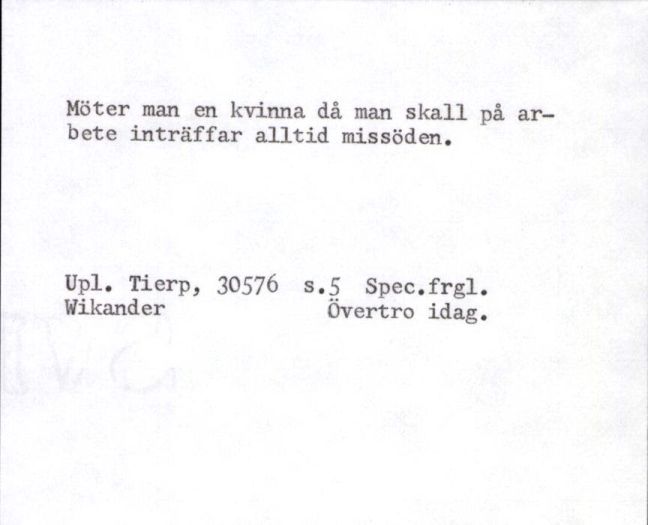 Möter man en kvinna då man skall på ar-
bete inträffar alltid missöden.
Upl. Tierp, 30576 s.5 Spec.frgl.
Wikander Övertro idag.